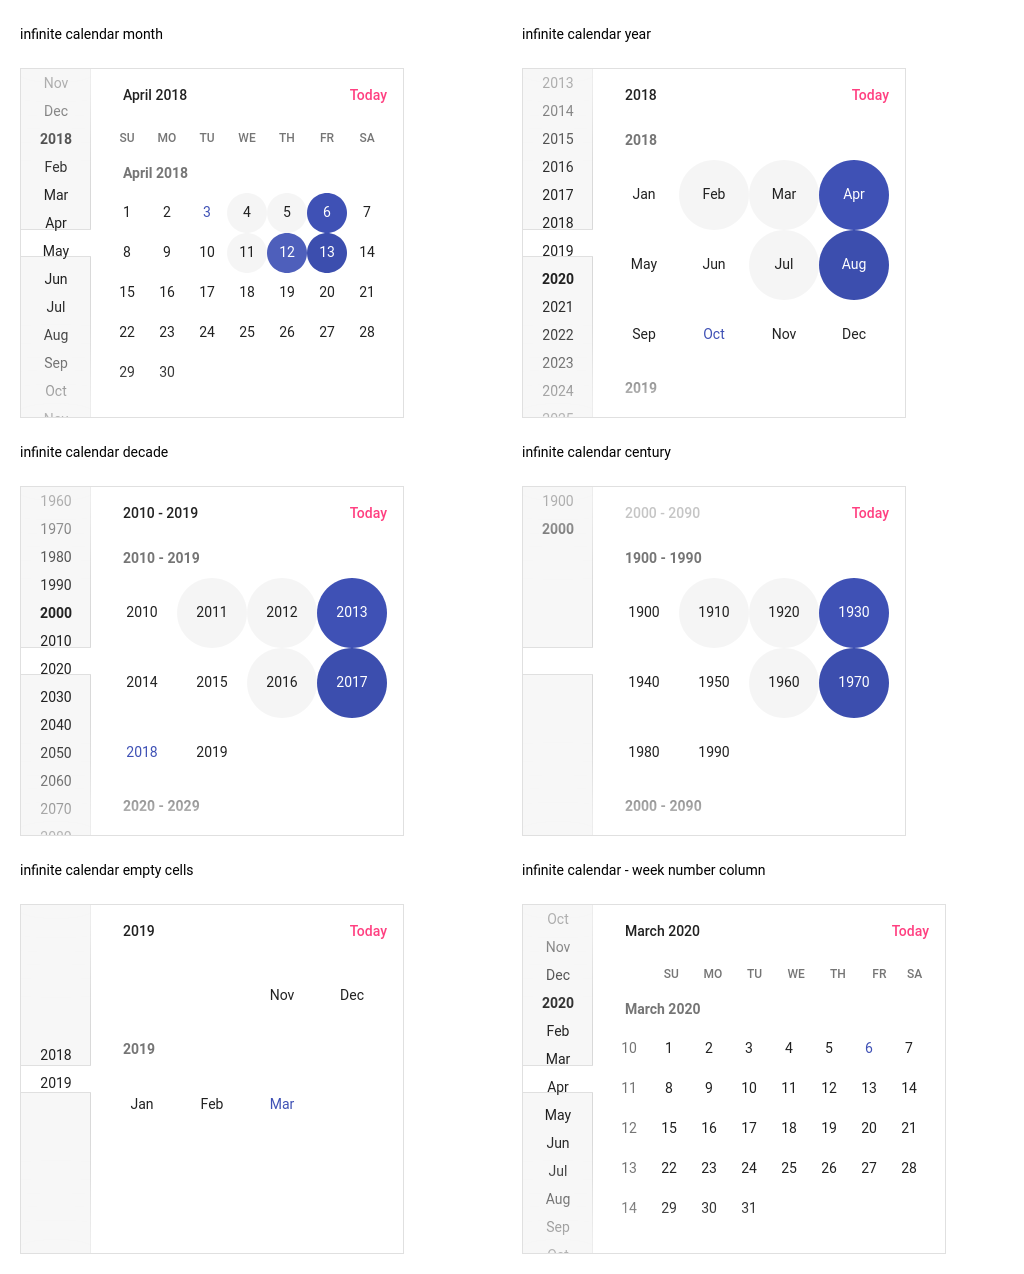 infinite calendar month
Nov
Dec
2018
Feb
Mar
Apr
May
Jun
Jul
Aug
Sep
Oct
Nov
April 2018 Today
SU MO TU WE TH FR SA
April 2018
1 2 3 4 5 6 7
8 9 10 11 12 13 14
15 16 17 18 19 20 21
22 23 24 25 26 27 28
29 30
infinite calendar year
2013
2014
2015
2016
2017
2018
2019
2020
2021
2022
2023
2024
2025
2018 Today
2018
Jan Feb Mar Apr
May Jun Jul Aug
Sep Oct Nov Dec
2019
infinite calendar decade
1960
1970
1980
1990
2000
2010
2020
2030
2040
2050
2060
2070
2080
2010 - 2019 Today
2010 - 2019
2010 2011 2012 2013
2014 2015 2016 2017
2018 2019
2020 - 2029
infinite calendar century
1900
2000
2000 - 2090 Today
1900 - 1990
1900 1910 1920 1930
1940 1950 1960 1970
1980 1990
2000 - 2090
infinite calendar empty cells
2018
2019
2019 Today
Nov Dec
2019
Jan Feb Mar
infinite calendar - week number column
Oct
Nov
Dec
2020
Feb
Mar
Apr
May
Jun
Jul
Aug
Sep
Oct
March 2020 Today
SU MO TU WE TH FR SA
March 2020
10 1 2 3 4 5 6 7
11 8 9 10 11 12 13 14
12 15 16 17 18 19 20 21
13 22 23 24 25 26 27 28
14 29 30 31